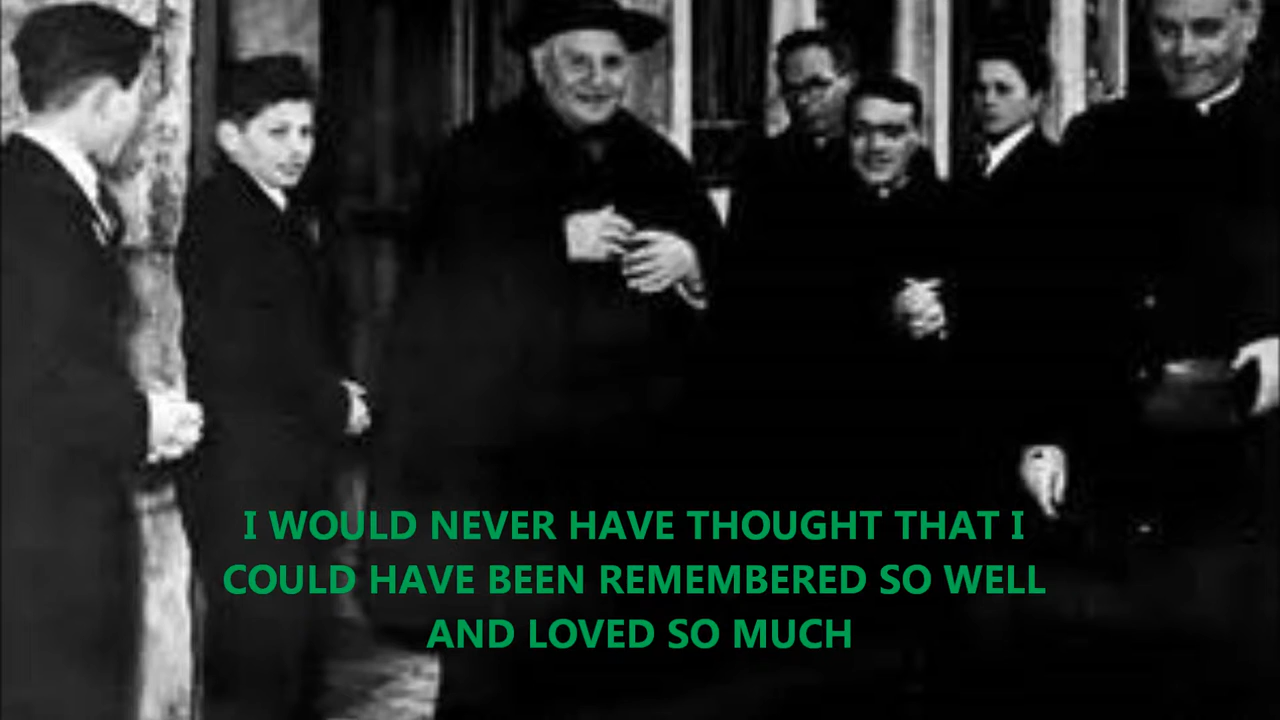 I WOULD NEVER HAVE THOUGHT THAT I
COULD HAVE BEEN REMEMBERED SO WELL
AND LOVED SO MUCH